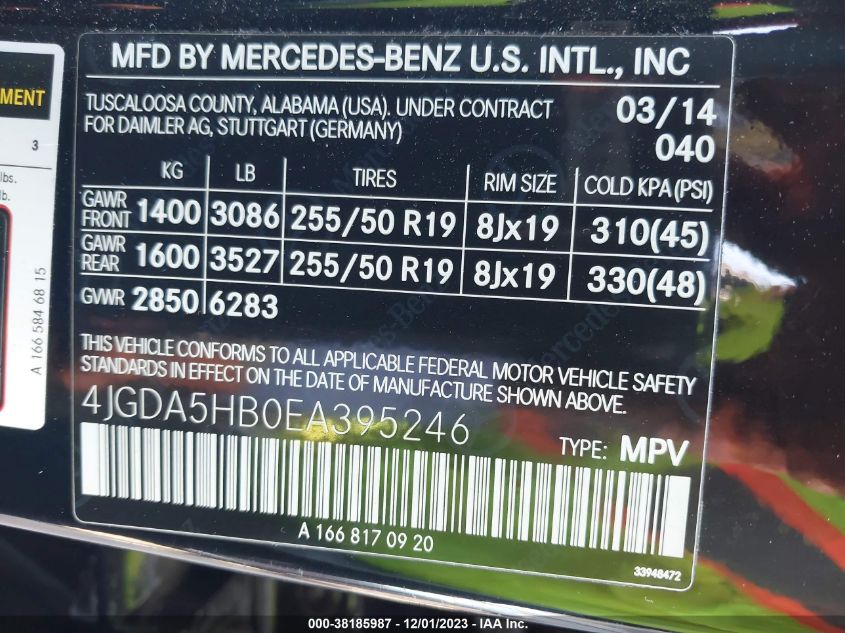 MFD BY MERCEDES-BENZ U.S. INTL., INC
TUSCALOOSA COUNTY, ALABAMA (USA). UNDER CONTRACT
FOR DAIMLER AG, STUTTGART (GERMANY)
03/14
040
KG LB TIRES RIM SIZE COLD KPA (PSI)
GAWR FRONT 1400 3086 255/50 R19 8Jx19 310(45)
GAWR REAR 1600 3527 255/50 R19 8Jx19 330(48)
GWR 2850 6283
THIS VEHICLE CONFORMS TO ALL APPLICABLE FEDERAL MOTOR VEHICLE SAFETY
STANDARDS IN EFFECT ON THE DATE OF MANUFACTURE SHOWN ABOVE.
4JGDA5HB0EA395246
TYPE: MPV
A 166 817 09 20
33948472
MENT
3
lbs.
lb.
A 166 584 68 15
000-38185987 - 12/01/2023 - IAA Inc.